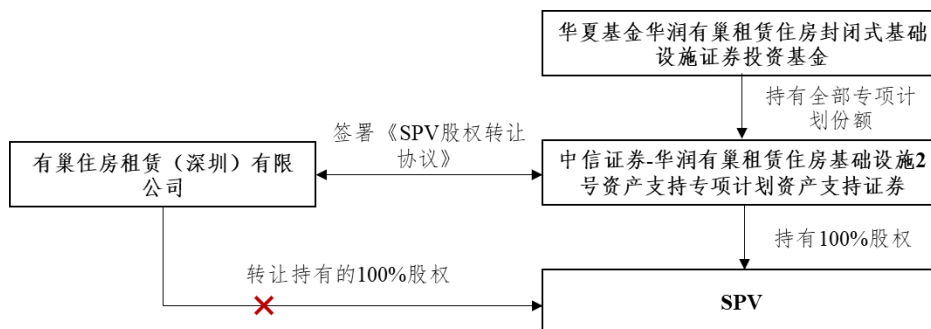 华夏基金华润有巢租赁住房封闭式基础
设施证券投资基金
持有全部专项计
划份额
签署《SPV股权转让
协议》
有巢住房租赁（深圳）有限
公司
中信证券-华润有巢租赁住房基础设施2
号资产支持专项计划资产支持证券
持有100%股权
转让持有的100%股权
SPV